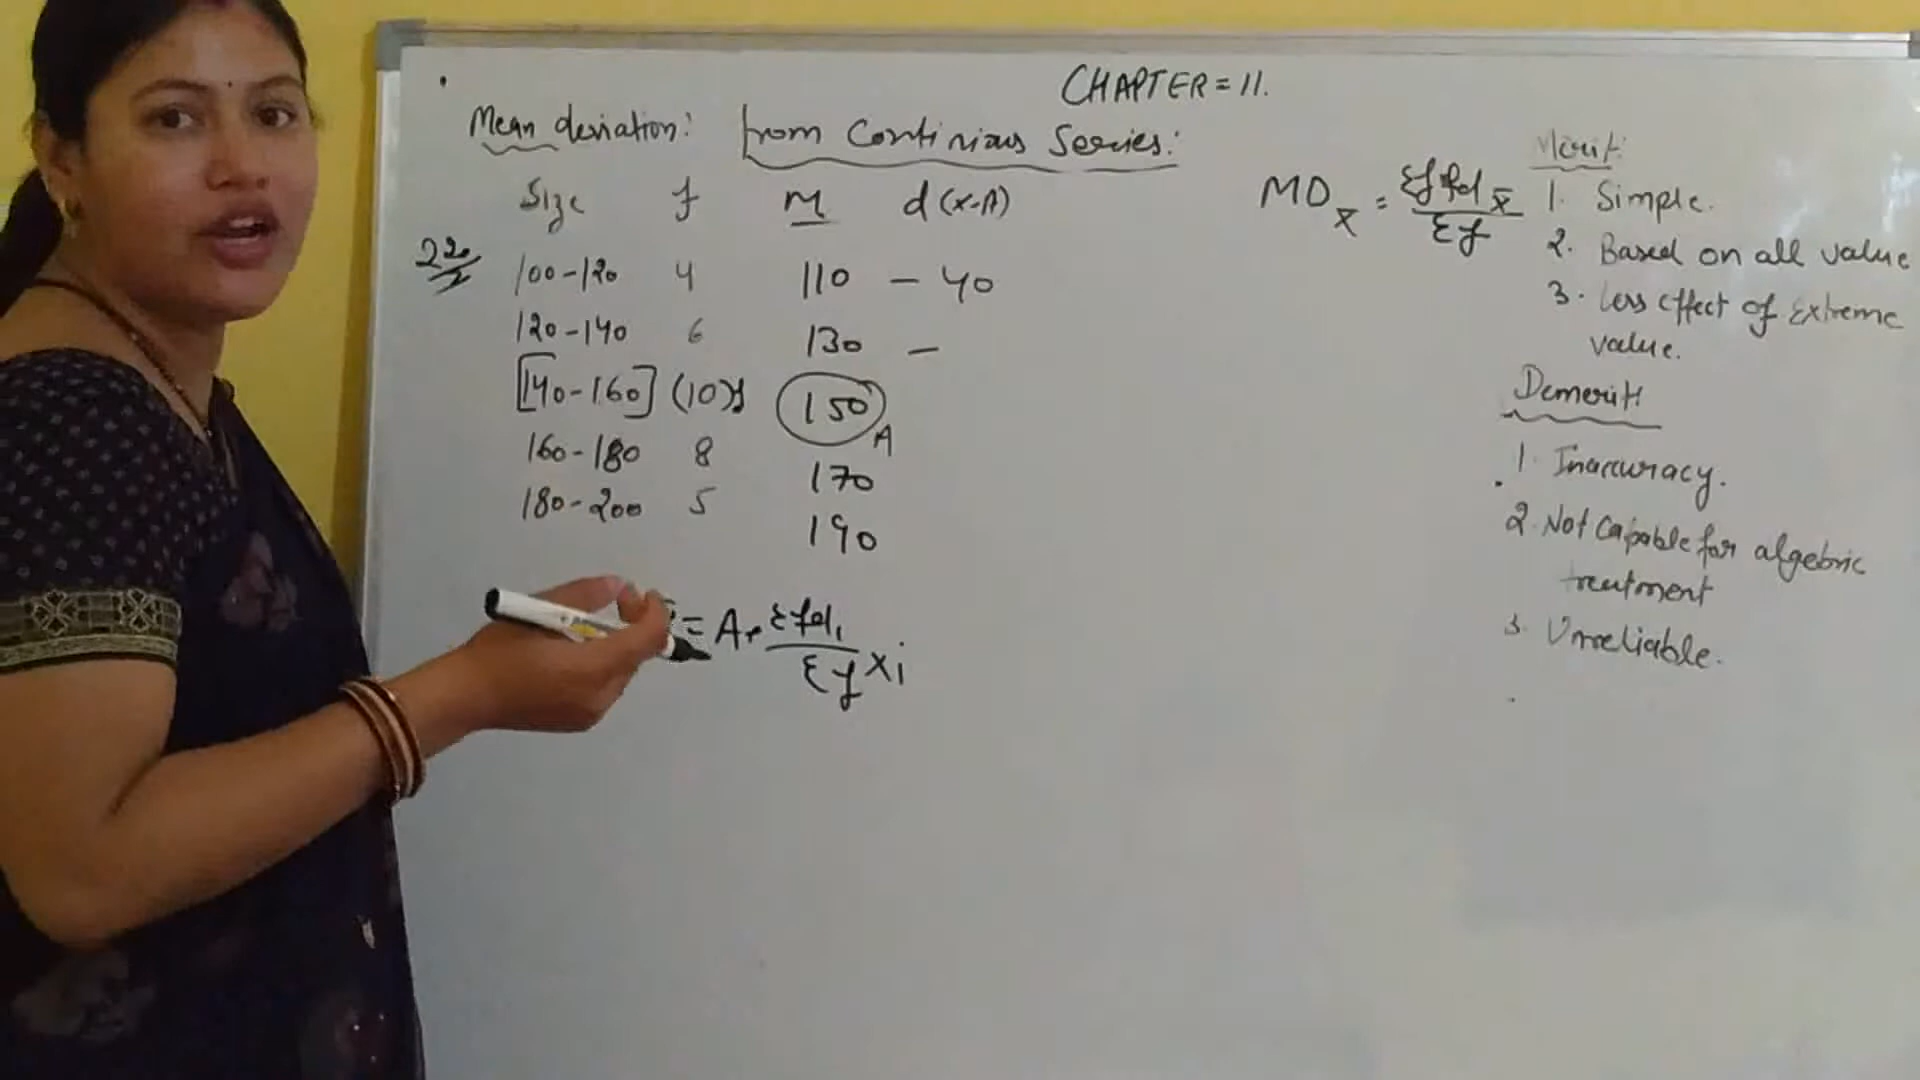 CHAPTER = 11.
Mean deviation: from Continious Series:
Size f M d (X-A)
22
100-120 4 110 - 40
120-140 6 130 -
[140-160] (10) 150 A
160-180 8 170
180-200 5 190
= A+ Σfd1
Σf xi
MD x̄ = Σf|d| x̄
Σf
Merit:
1. Simple.
2. Based on all value
3. Less effect of Extreme
value.
Demerit
1. Inaccuracy.
2. Not Capable for algebric
treatment
3. Unreliable.